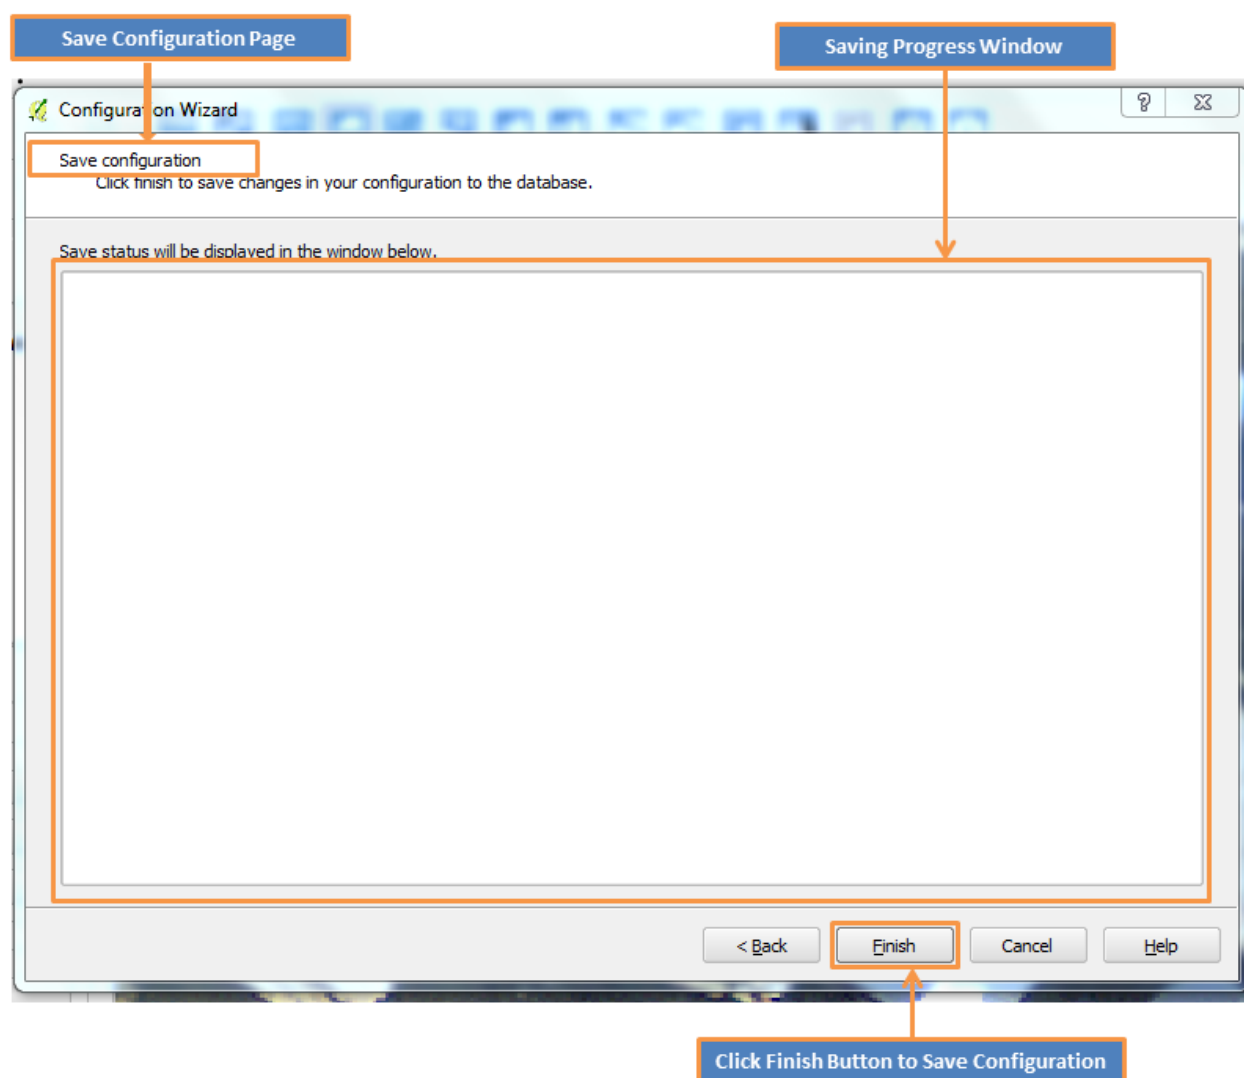 Save Configuration Page
Saving Progress Window
Configuration Wizard
Save configuration
Click finish to save changes in your configuration to the database.
Save status will be displayed in the window below.
< Back
Finish
Cancel
Help
Click Finish Button to Save Configuration